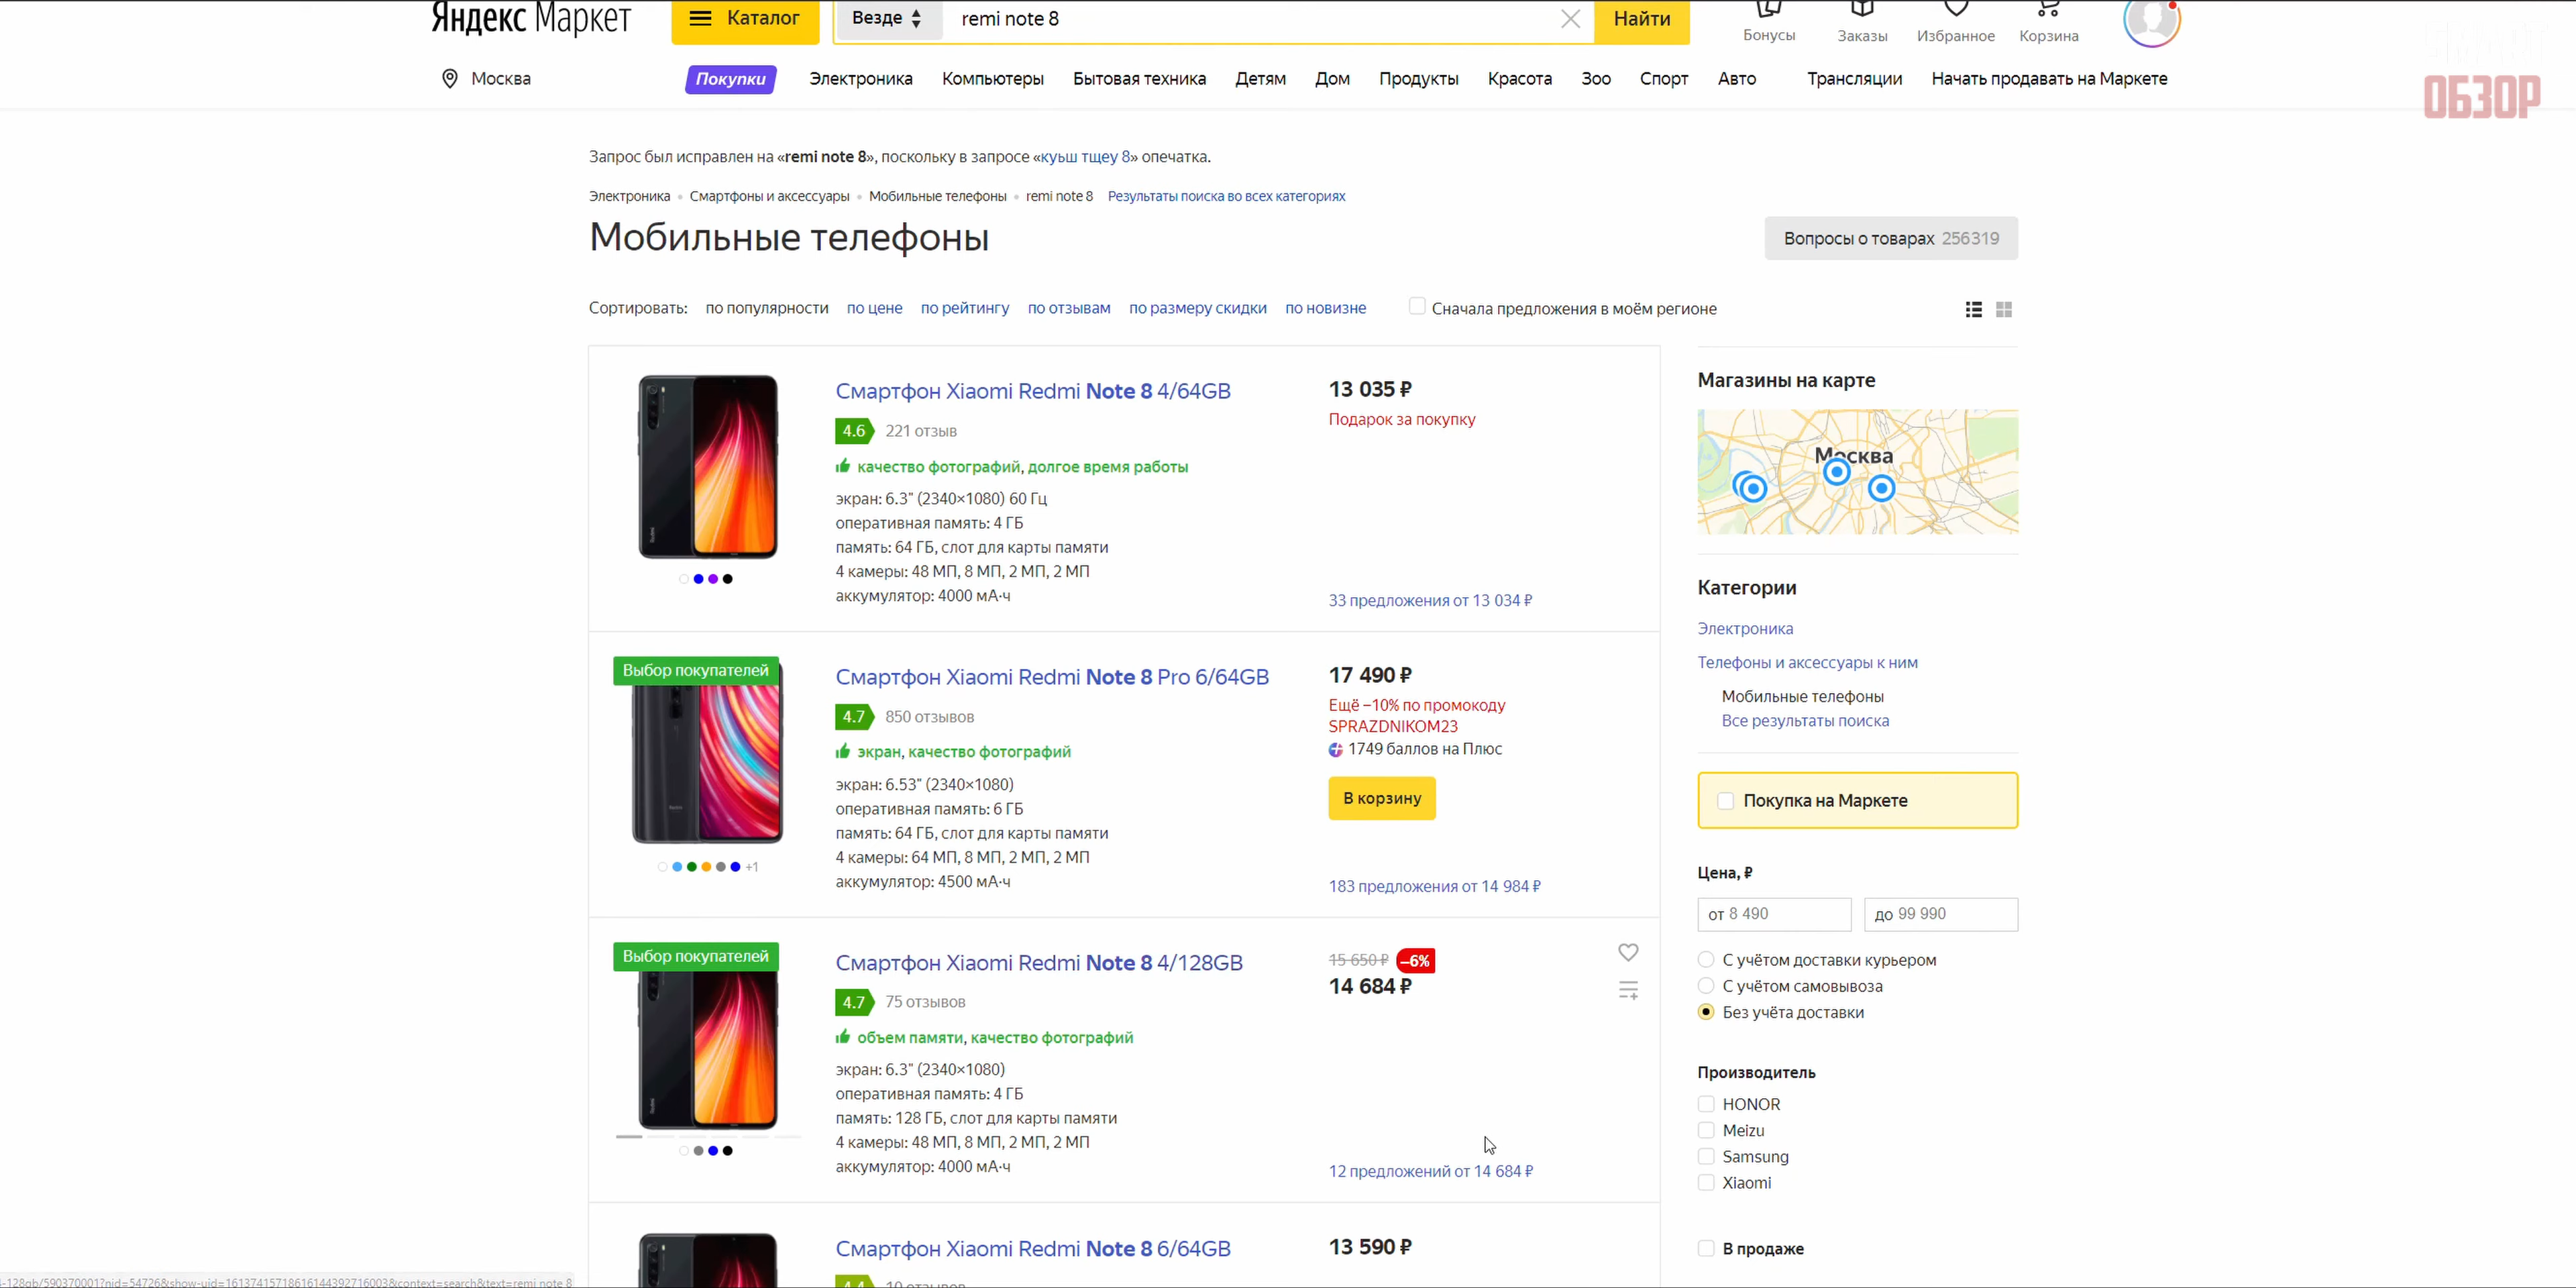 Яндекс Маркет
Каталог
Везде
remi note 8
Найти
Бонусы
Заказы
Избранное
Корзина
Москва
Покупки
Электроника
Компьютеры
Бытовая техника
Детям
Дом
Продукты
Красота
Зоо
Спорт
Авто
Трансляции
Начать продавать на Маркете
ОБЗОР
Запрос был исправлен на «remi note 8», поскольку в запросе «куьш тщеу 8» опечатка.
Электроника • Смартфоны и аксессуары • Мобильные телефоны • remi note 8 Результаты поиска во всех категориях
Мобильные телефоны
Вопросы о товарах 256319
Сортировать: по популярности по цене по рейтингу по отзывам по размеру скидки по новизне
Сначала предложения в моём регионе
Смартфон Xiaomi Redmi Note 8 4/64GB
4.6 221 отзыв
качество фотографий, долгое время работы
экран: 6.3" (2340×1080) 60 Гц
оперативная память: 4 ГБ
память: 64 ГБ, слот для карты памяти
4 камеры: 48 МП, 8 МП, 2 МП, 2 МП
аккумулятор: 4000 мА·ч
13 035 ₽
Подарок за покупку
33 предложения от 13 034 ₽
Выбор покупателей
Смартфон Xiaomi Redmi Note 8 Pro 6/64GB
4.7 850 отзывов
экран, качество фотографий
экран: 6.53" (2340×1080)
оперативная память: 6 ГБ
память: 64 ГБ, слот для карты памяти
4 камеры: 64 МП, 8 МП, 2 МП, 2 МП
аккумулятор: 4500 мА·ч
+1
17 490 ₽
Ещё −10% по промокоду
SPRAZDNIKOM23
1749 баллов на Плюс
В корзину
183 предложения от 14 984 ₽
Выбор покупателей
Смартфон Xiaomi Redmi Note 8 4/128GB
4.7 75 отзывов
объем памяти, качество фотографий
экран: 6.3" (2340×1080)
оперативная память: 4 ГБ
память: 128 ГБ, слот для карты памяти
4 камеры: 48 МП, 8 МП, 2 МП, 2 МП
аккумулятор: 4000 мА·ч
15 650 ₽ −6%
14 684 ₽
12 предложений от 14 684 ₽
Смартфон Xiaomi Redmi Note 8 6/64GB
4.4 10 отзывов
13 590 ₽
Магазины на карте
Москва
Категории
Электроника
Телефоны и аксессуары к ним
Мобильные телефоны
Все результаты поиска
Покупка на Маркете
Цена, ₽
от 8 490
до 99 990
С учётом доставки курьером
С учётом самовывоза
Без учёта доставки
Производитель
HONOR
Meizu
Samsung
Xiaomi
В продаже